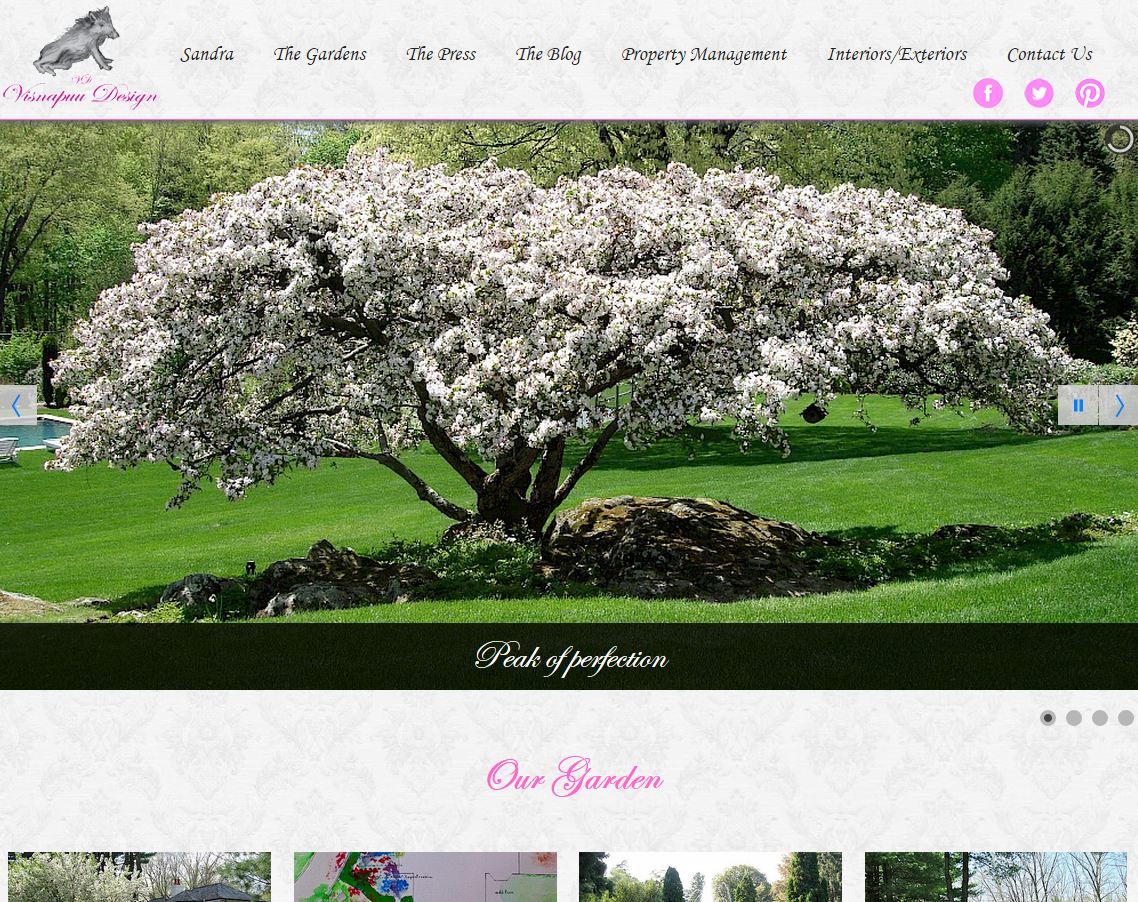 Sandra The Gardens The Press The Blog Property Management Interiors/Exteriors Contact Us
VD
Visnapuu Design
Peak of perfection
Our Garden